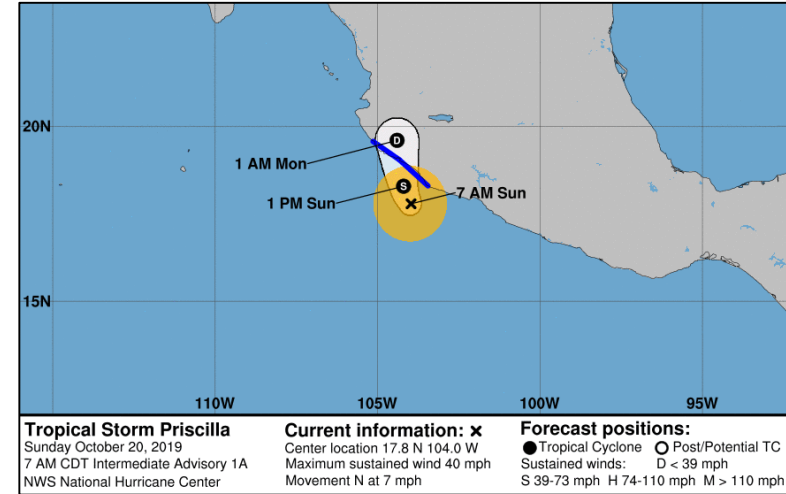 20N
D
1 AM Mon
S
7 AM Sun
1 PM Sun
15N
110W 105W 100W 95W
Tropical Storm Priscilla
Sunday October 20, 2019
7 AM CDT Intermediate Advisory 1A
NWS National Hurricane Center
Current information: ×
Center location 17.8 N 104.0 W
Maximum sustained wind 40 mph
Movement N at 7 mph
Forecast positions:
● Tropical Cyclone ○ Post/Potential TC
Sustained winds: D < 39 mph
S 39-73 mph H 74-110 mph M > 110 mph